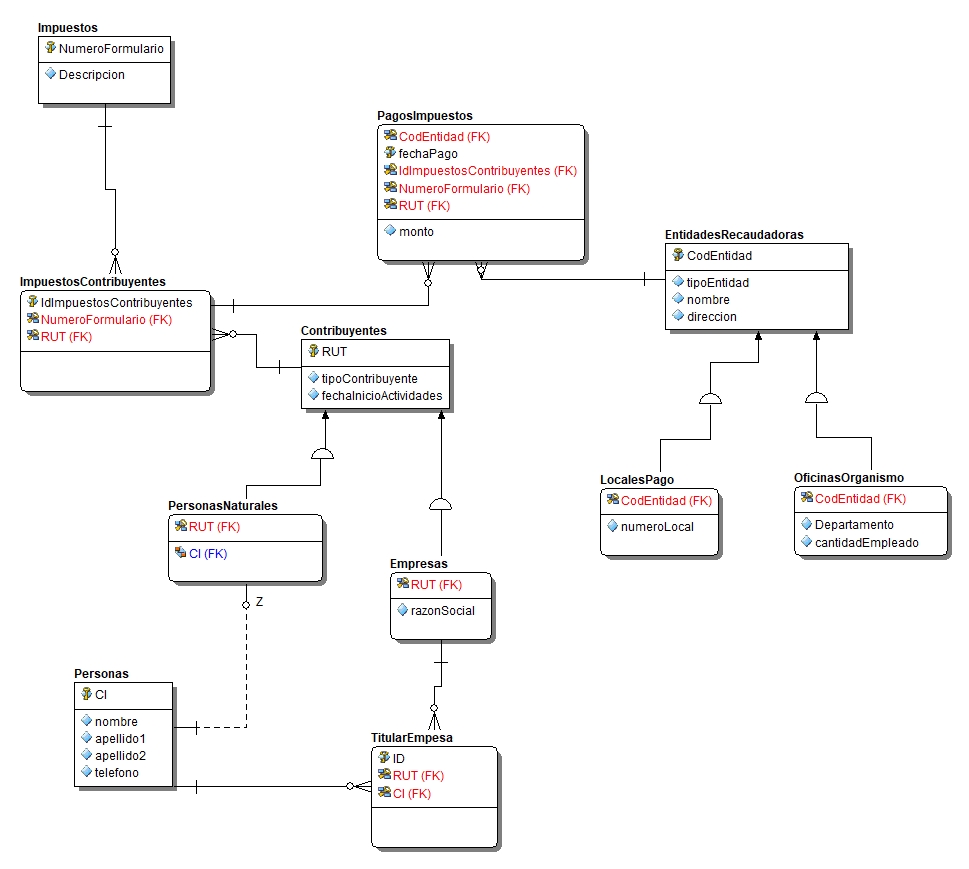 Impuestos
NumeroFormulario
Descripcion
PagosImpuestos
CodEntidad (FK)
fechaPago
IdImpuestosContribuyentes (FK)
NumeroFormulario (FK)
RUT (FK)
monto
EntidadesRecaudadoras
CodEntidad
tipoEntidad
nombre
direccion
ImpuestosContribuyentes
IdImpuestosContribuyentes
NumeroFormulario (FK)
RUT (FK)
Contribuyentes
RUT
tipoContribuyente
fechaInicioActividades
LocalesPago
CodEntidad (FK)
numeroLocal
OficinasOrganismo
CodEntidad (FK)
Departamento
cantidadEmpleado
PersonasNaturales
RUT (FK)
CI (FK)
Z
Empresas
RUT (FK)
razonSocial
Personas
CI
nombre
apellido1
apellido2
telefono
TitularEmpesa
ID
RUT (FK)
CI (FK)